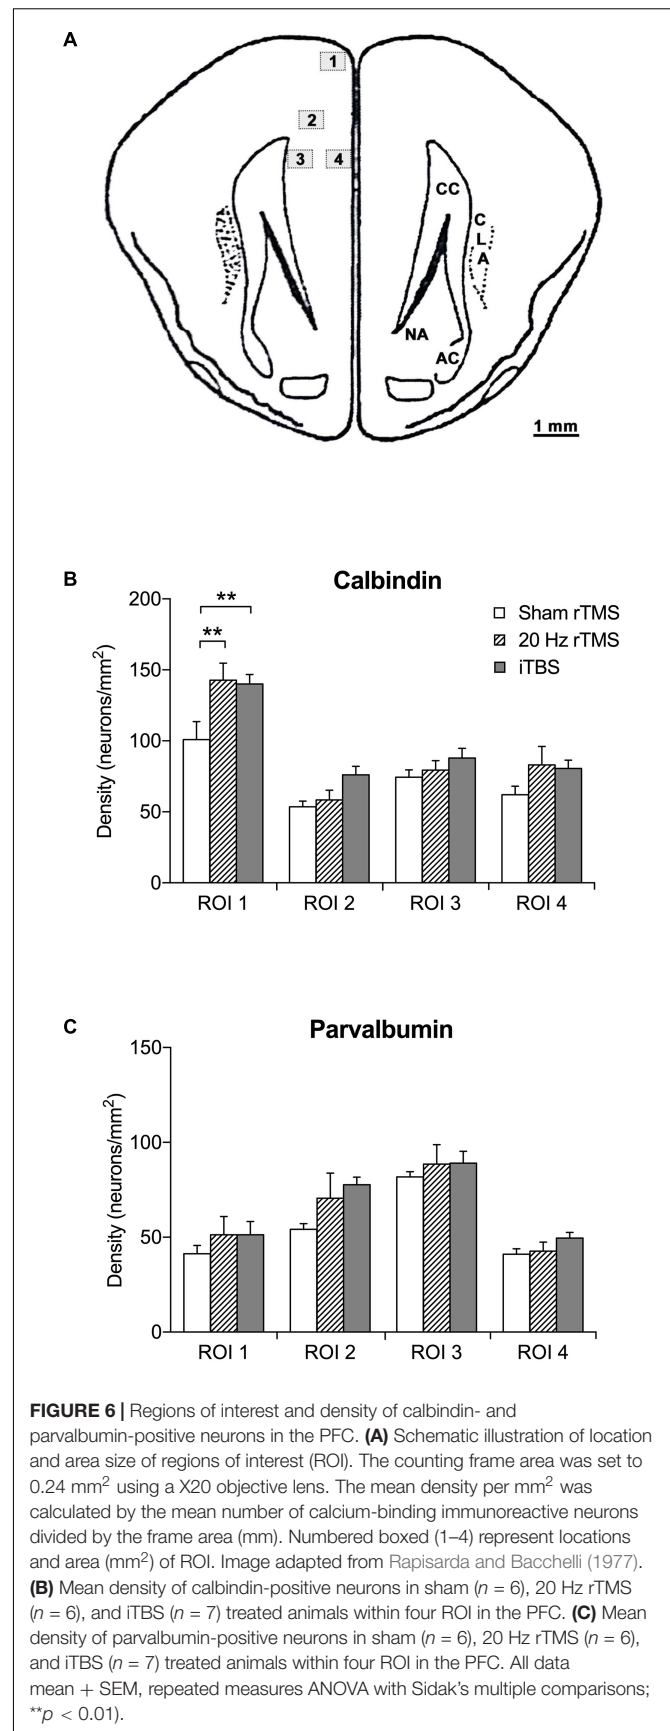 A
1
2
3 4
CC
C
L
A
NA
AC
1 mm
B
Calbindin
Density (neurons/mm²)
200
150
100
50
0
**
**
Sham rTMS
20 Hz rTMS
iTBS
ROI 1 ROI 2 ROI 3 ROI 4
C
Parvalbumin
Density (neurons/mm²)
150
100
50
0
ROI 1 ROI 2 ROI 3 ROI 4
FIGURE 6 | Regions of interest and density of calbindin- and
parvalbumin-positive neurons in the PFC. (A) Schematic illustration of location
and area size of regions of interest (ROI). The counting frame area was set to
0.24 mm² using a X20 objective lens. The mean density per mm² was
calculated by the mean number of calcium-binding immunoreactive neurons
divided by the frame area (mm). Numbered boxed (1–4) represent locations
and area (mm²) of ROI. Image adapted from Rapisarda and Bacchelli (1977).
(B) Mean density of calbindin-positive neurons in sham (n = 6), 20 Hz rTMS
(n = 6), and iTBS (n = 7) treated animals within four ROI in the PFC. (C) Mean
density of parvalbumin-positive neurons in sham (n = 6), 20 Hz rTMS (n = 6),
and iTBS (n = 7) treated animals within four ROI in the PFC. All data
mean + SEM, repeated measures ANOVA with Sidak's multiple comparisons;
**p < 0.01).